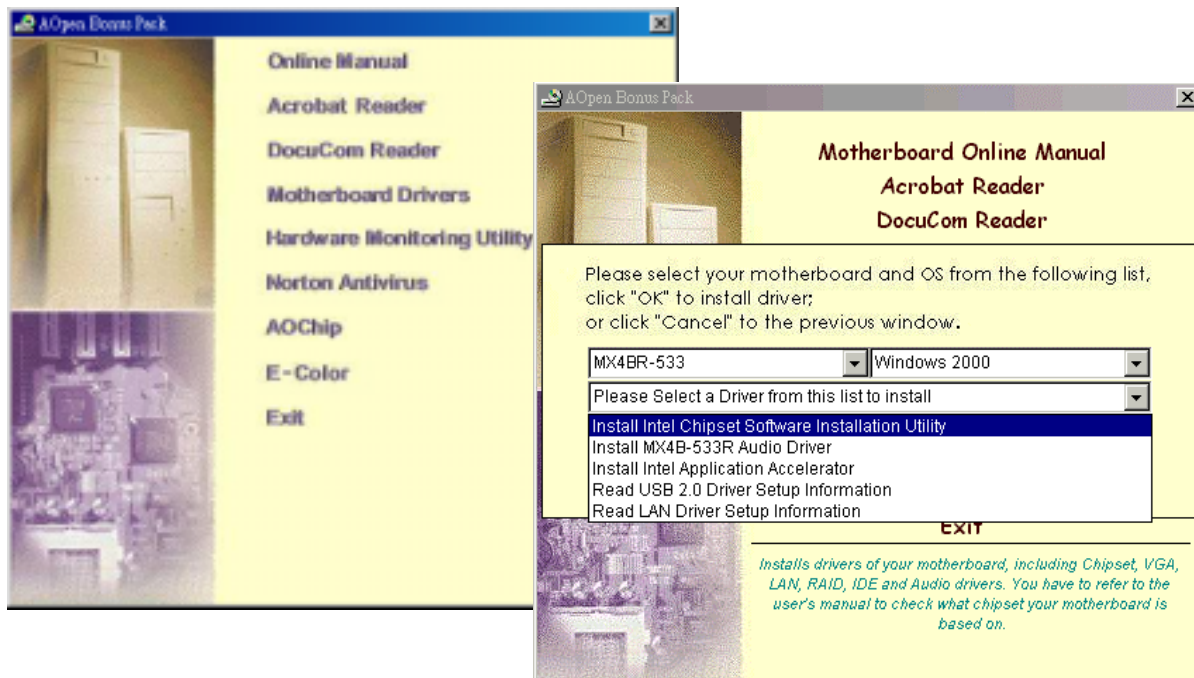 AOpen Bonus Pack
Online Manual
Acrobat Reader
DocuCom Reader
Motherboard Drivers
Hardware Monitoring Utility
Norton Antivirus
AOChip
E-Color
Exit
AOpen Bonus Pack
Motherboard Online Manual
Acrobat Reader
DocuCom Reader
Please select your motherboard and OS from the following list,
click "OK" to install driver;
or click "Cancel" to the previous window.
MX4BR-533 Windows 2000
Please Select a Driver from this list to install
Install Intel Chipset Software Installation Utility
Install MX4B-533R Audio Driver
Install Intel Application Accelerator
Read USB 2.0 Driver Setup Information
Read LAN Driver Setup Information
Exit
Installs drivers of your motherboard, including Chipset, VGA,
LAN, RAID, IDE and Audio drivers. You have to refer to the
user's manual to check what chipset your motherboard is
based on.